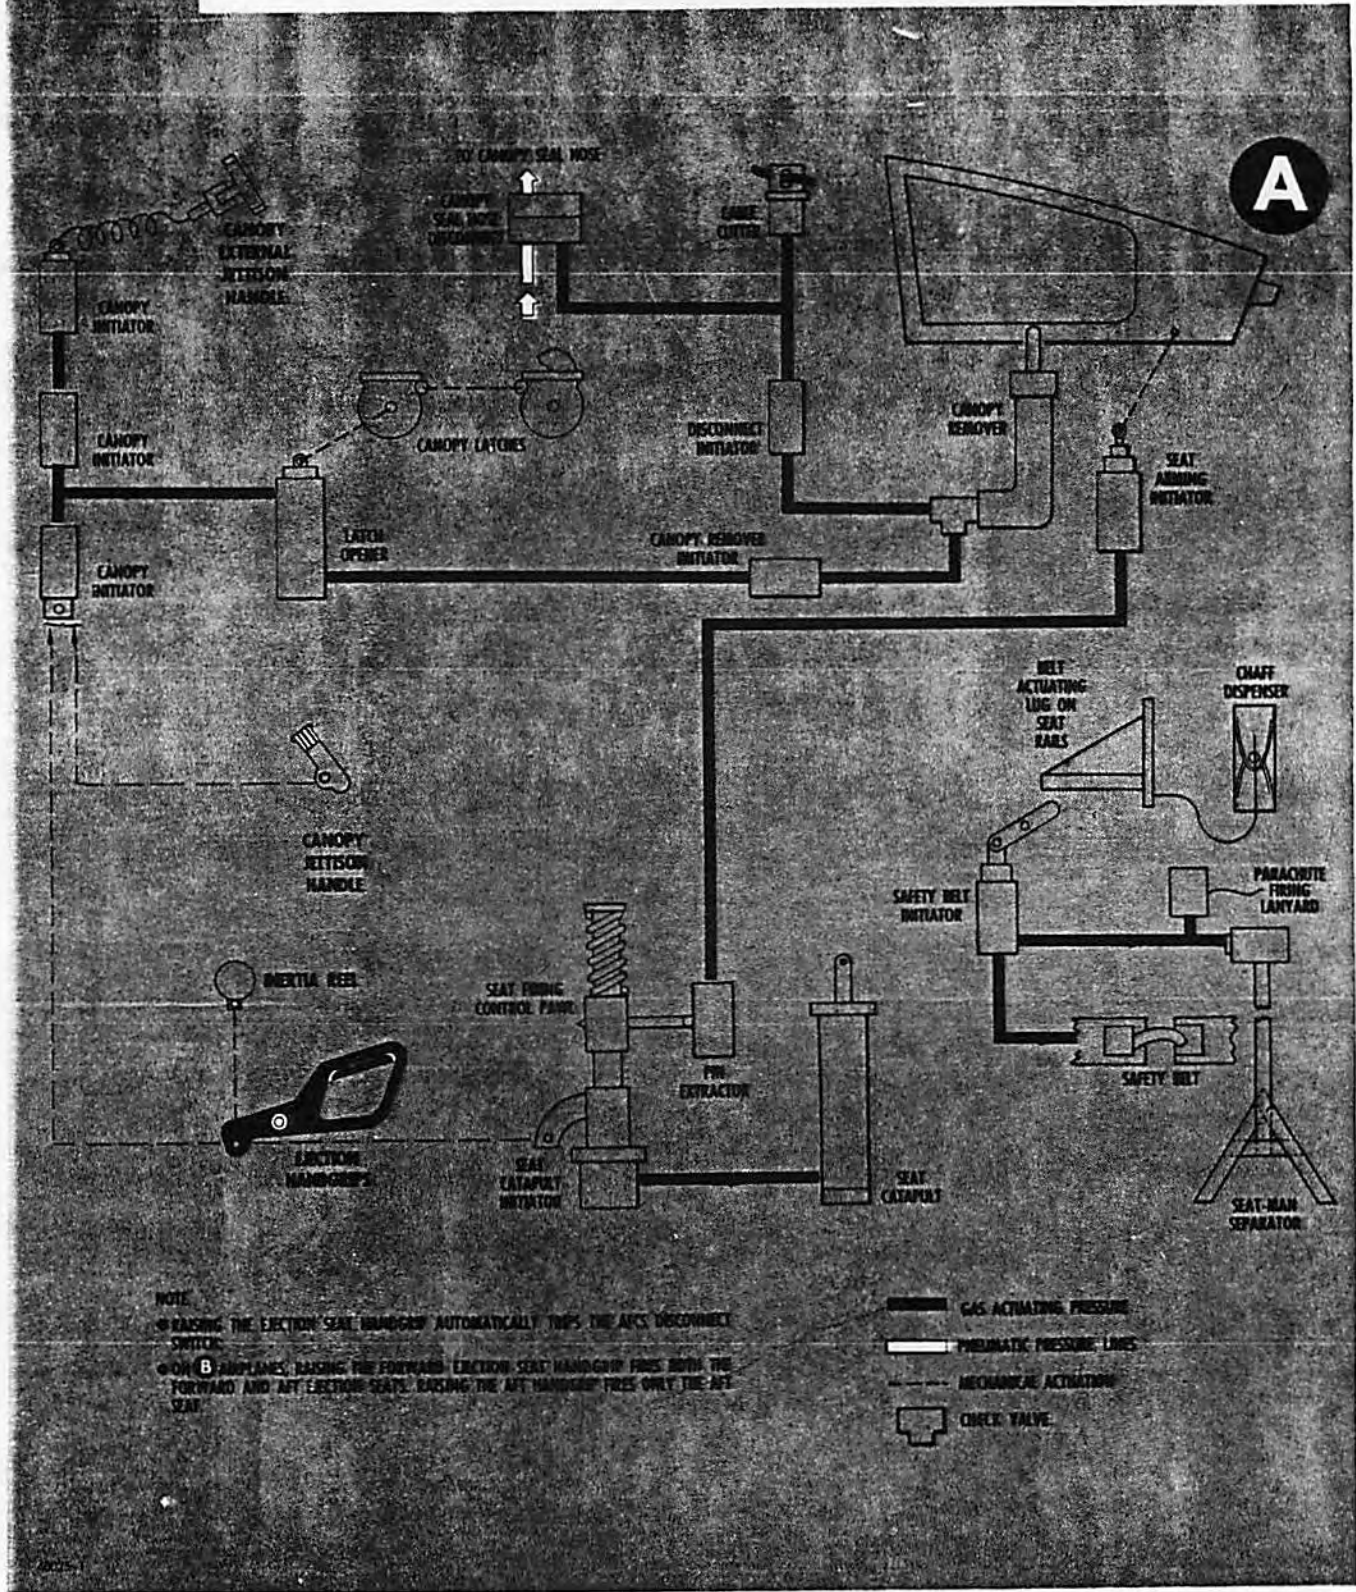 TO CANOPY SEAL HOSE
A
CANOPY
SEAL HOSE
DISCONNECT
CABLE
CUTTER
CANOPY
EXTERNAL
JETTISON
HANDLE
CANOPY
INITIATOR
CANOPY
INITIATOR
CANOPY LATCHES
DISCONNECT
INITIATOR
CANOPY
REMOVER
SEAT
ARMING
INITIATOR
LATCH
OPENER
CANOPY REMOVER
INITIATOR
CANOPY
INITIATOR
BELT
ACTUATING
LUG ON
SEAT
RAILS
CHAFF
DISPENSER
CANOPY
JETTISON
HANDLE
SAFETY BELT
INITIATOR
PARACHUTE
FIRING
LANYARD
INERTIA REEL
SEAT FIRING
CONTROL PAWL
PIN
EXTRACTOR
SAFETY BELT
EJECTION
HANDGRIPS
SEAT
CATAPULT
INITIATOR
SEAT
CATAPULT
SEAT-MAN
SEPARATOR
NOTE
• RAISING THE EJECTION SEAT HANDGRIP AUTOMATICALLY TRIPS THE AFCS DISCONNECT
SWITCH.
• ON B AIRPLANES, RAISING THE FORWARD EJECTION SEAT HANDGRIP FIRES BOTH THE
FORWARD AND AFT EJECTION SEATS. RAISING THE AFT HANDGRIP FIRES ONLY THE AFT
SEAT.
GAS ACTUATING PRESSURE
PNEUMATIC PRESSURE LINES
MECHANICAL ACTUATION
CHECK VALVE